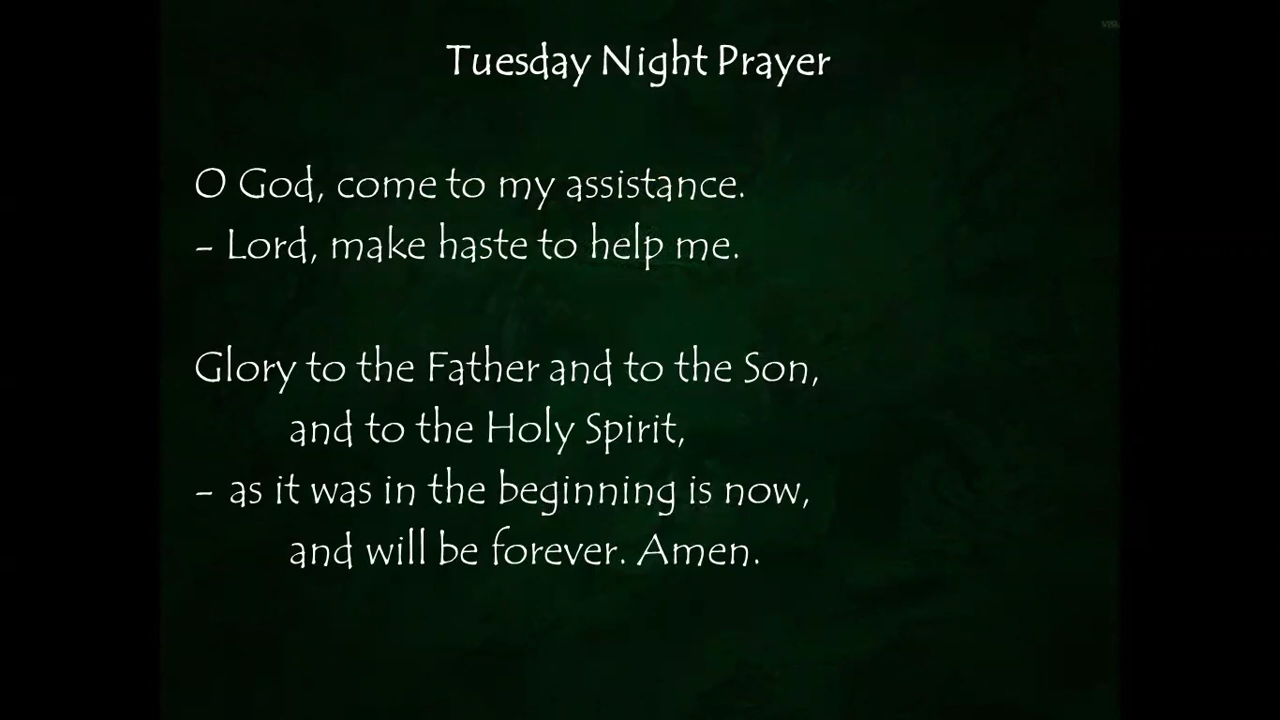 Tuesday Night Prayer
O God, come to my assistance.
- Lord, make haste to help me.
Glory to the Father and to the Son,
and to the Holy Spirit,
- as it was in the beginning is now,
and will be forever. Amen.